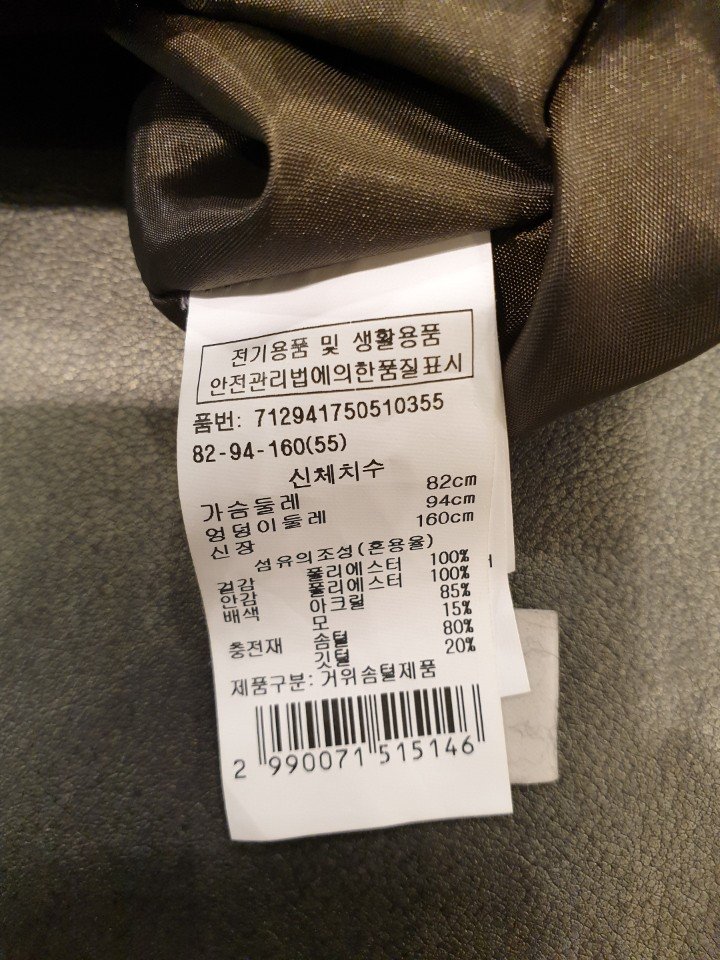 전기용품 및 생활용품
안전관리법에의한품질표시
품번: 712941750510355
82-94-160(55)
신체치수
가슴둘레 82cm
엉덩이둘레 94cm
신장 160cm
섬유의조성(혼용율)
겉감 폴리에스터 100%
안감 폴리에스터 100%
배색 아크릴 85%
모 15%
충전재 솜털 80%
깃털 20%
제품구분: 거위솜털제품
2 990071 515146